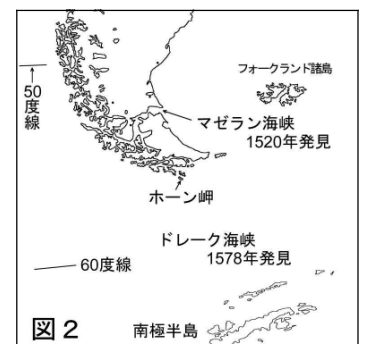 フォークランド諸島
50度線
マゼラン海峡
1520年発見
ホーン岬
ドレーク海峡
1578年発見
60度線
図2
南極半島